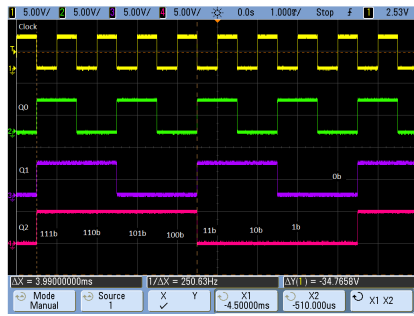 1 5.00V/ 2 5.00V/ 3 5.00V/ 4 5.00V/ 0.0s 1.000ms/ Stop 1 2.53V
Clock
Q0
Q1
0b
Q2
111b 110b 101b 100b 11b 10b 1b
ΔX = 3.99000000ms 1/ΔX = 250.63Hz ΔY(1) = -34.7658V
Mode Source X Y X1 X2 X1 X2
Manual 1 ✓ -4.50000ms -510.000us